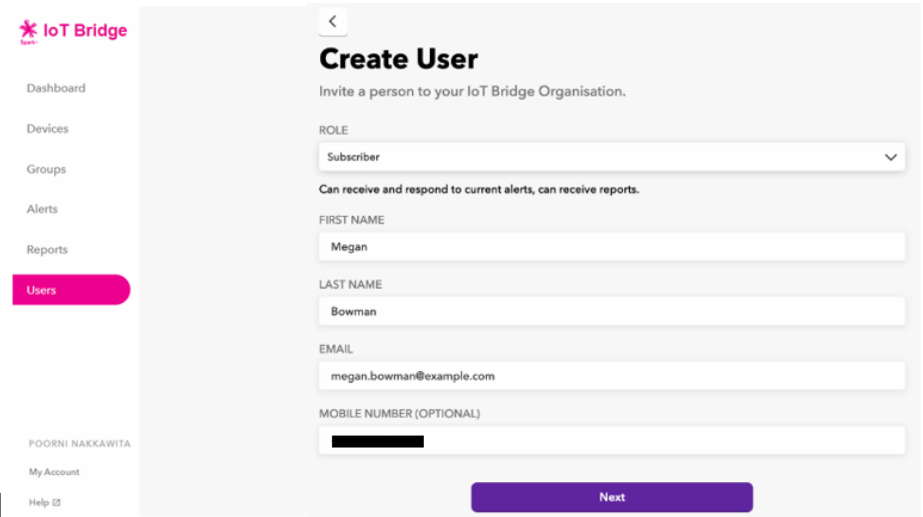 IoT Bridge
Spark
Dashboard
Devices
Groups
Alerts
Reports
Users
POORNI NAKKAWITA
My Account
Help
Create User
Invite a person to your IoT Bridge Organisation.
ROLE
Subscriber
Can receive and respond to current alerts, can receive reports.
FIRST NAME
Megan
LAST NAME
Bowman
EMAIL
megan.bowman@example.com
MOBILE NUMBER (OPTIONAL)
Next